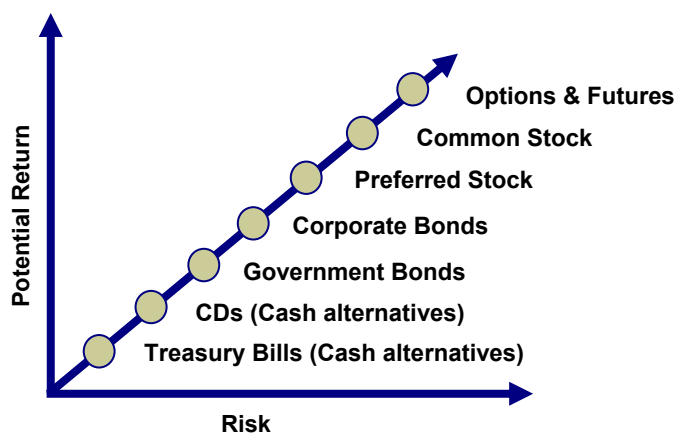 Potential Return
Options & Futures
Common Stock
Preferred Stock
Corporate Bonds
Government Bonds
CDs (Cash alternatives)
Treasury Bills (Cash alternatives)
Risk